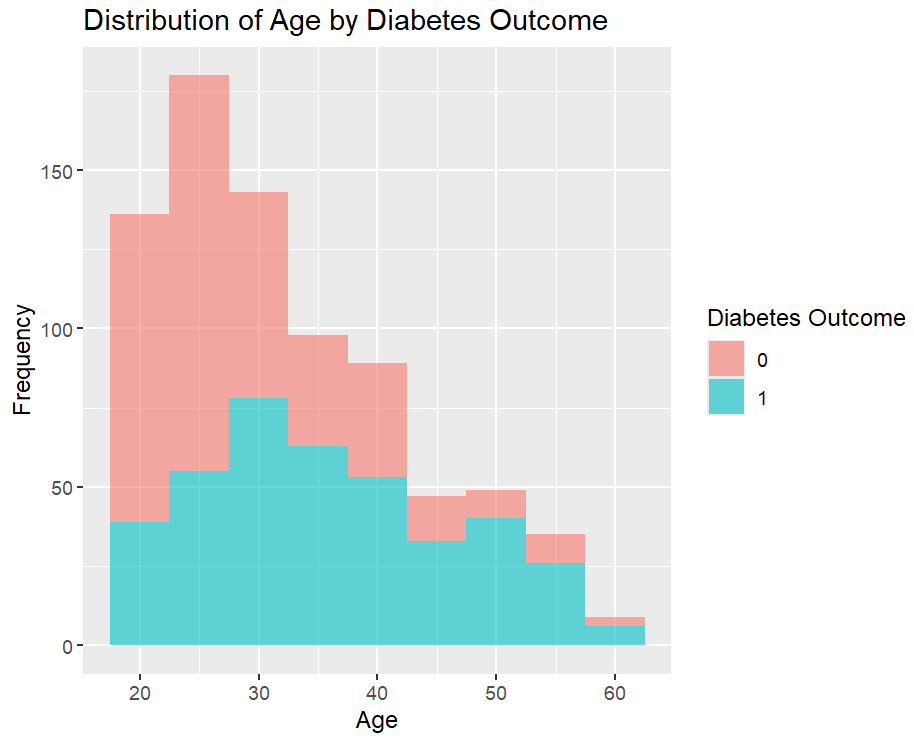 Distribution of Age by Diabetes Outcome
Frequency
150
100
50
0
20 30 40 50 60
Age
Diabetes Outcome
0
1